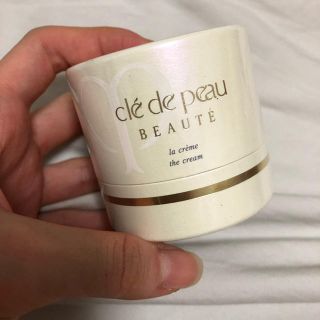 clé de peau
BEAUTÉ
la crème
the cream